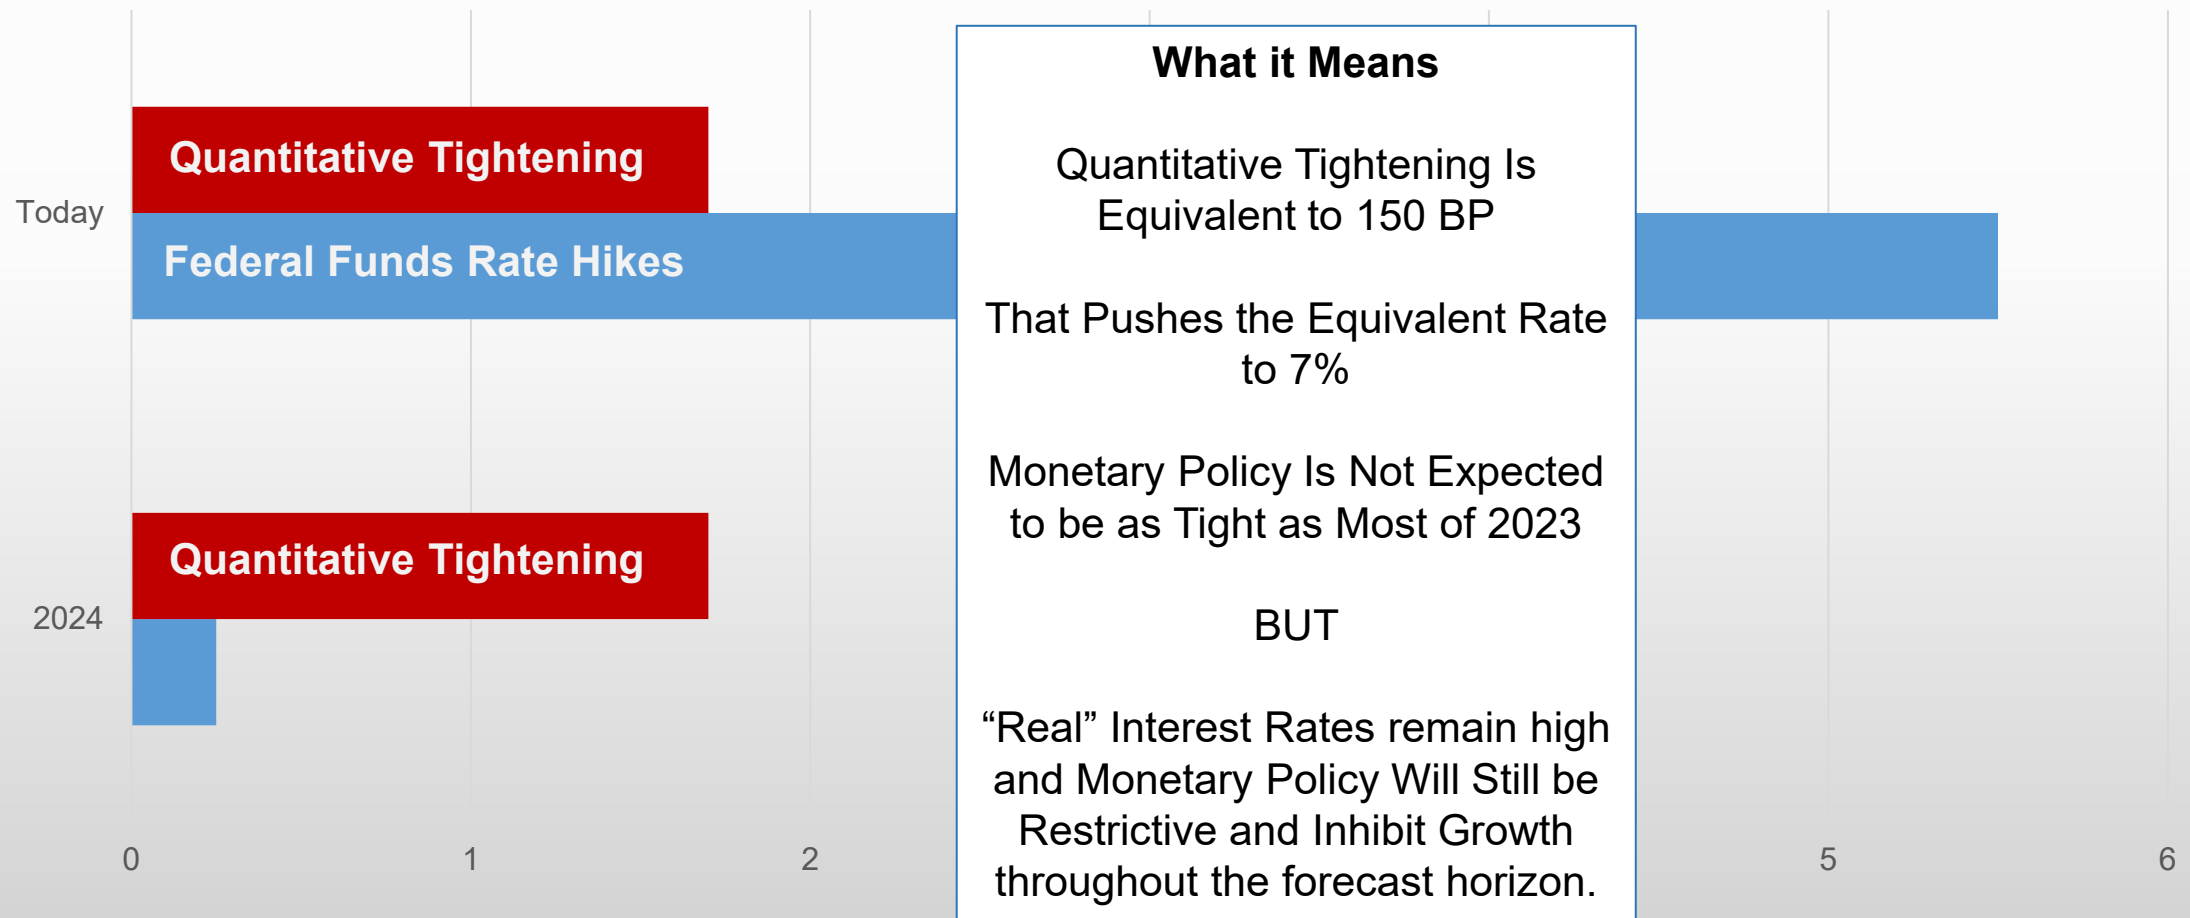 What it Means
Quantitative Tightening Is
Equivalent to 150 BP
That Pushes the Equivalent Rate
to 7%
Monetary Policy Is Not Expected
to be as Tight as Most of 2023
BUT
“Real” Interest Rates remain high
and Monetary Policy Will Still be
Restrictive and Inhibit Growth
throughout the forecast horizon.
Today
Quantitative Tightening
Federal Funds Rate Hikes
2024
Quantitative Tightening
0
1
2
5
6